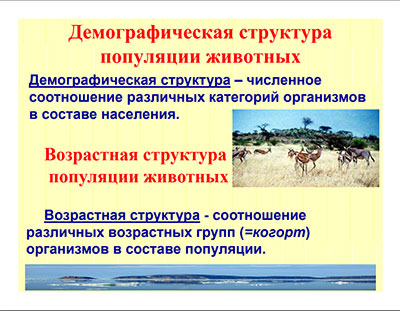 Демографическая структура
популяции животных
Демографическая структура – численное
соотношение различных категорий организмов
в составе населения.
Возрастная структура
популяции животных
Возрастная структура - соотношение
различных возрастных групп (=когорт)
организмов в составе популяции.